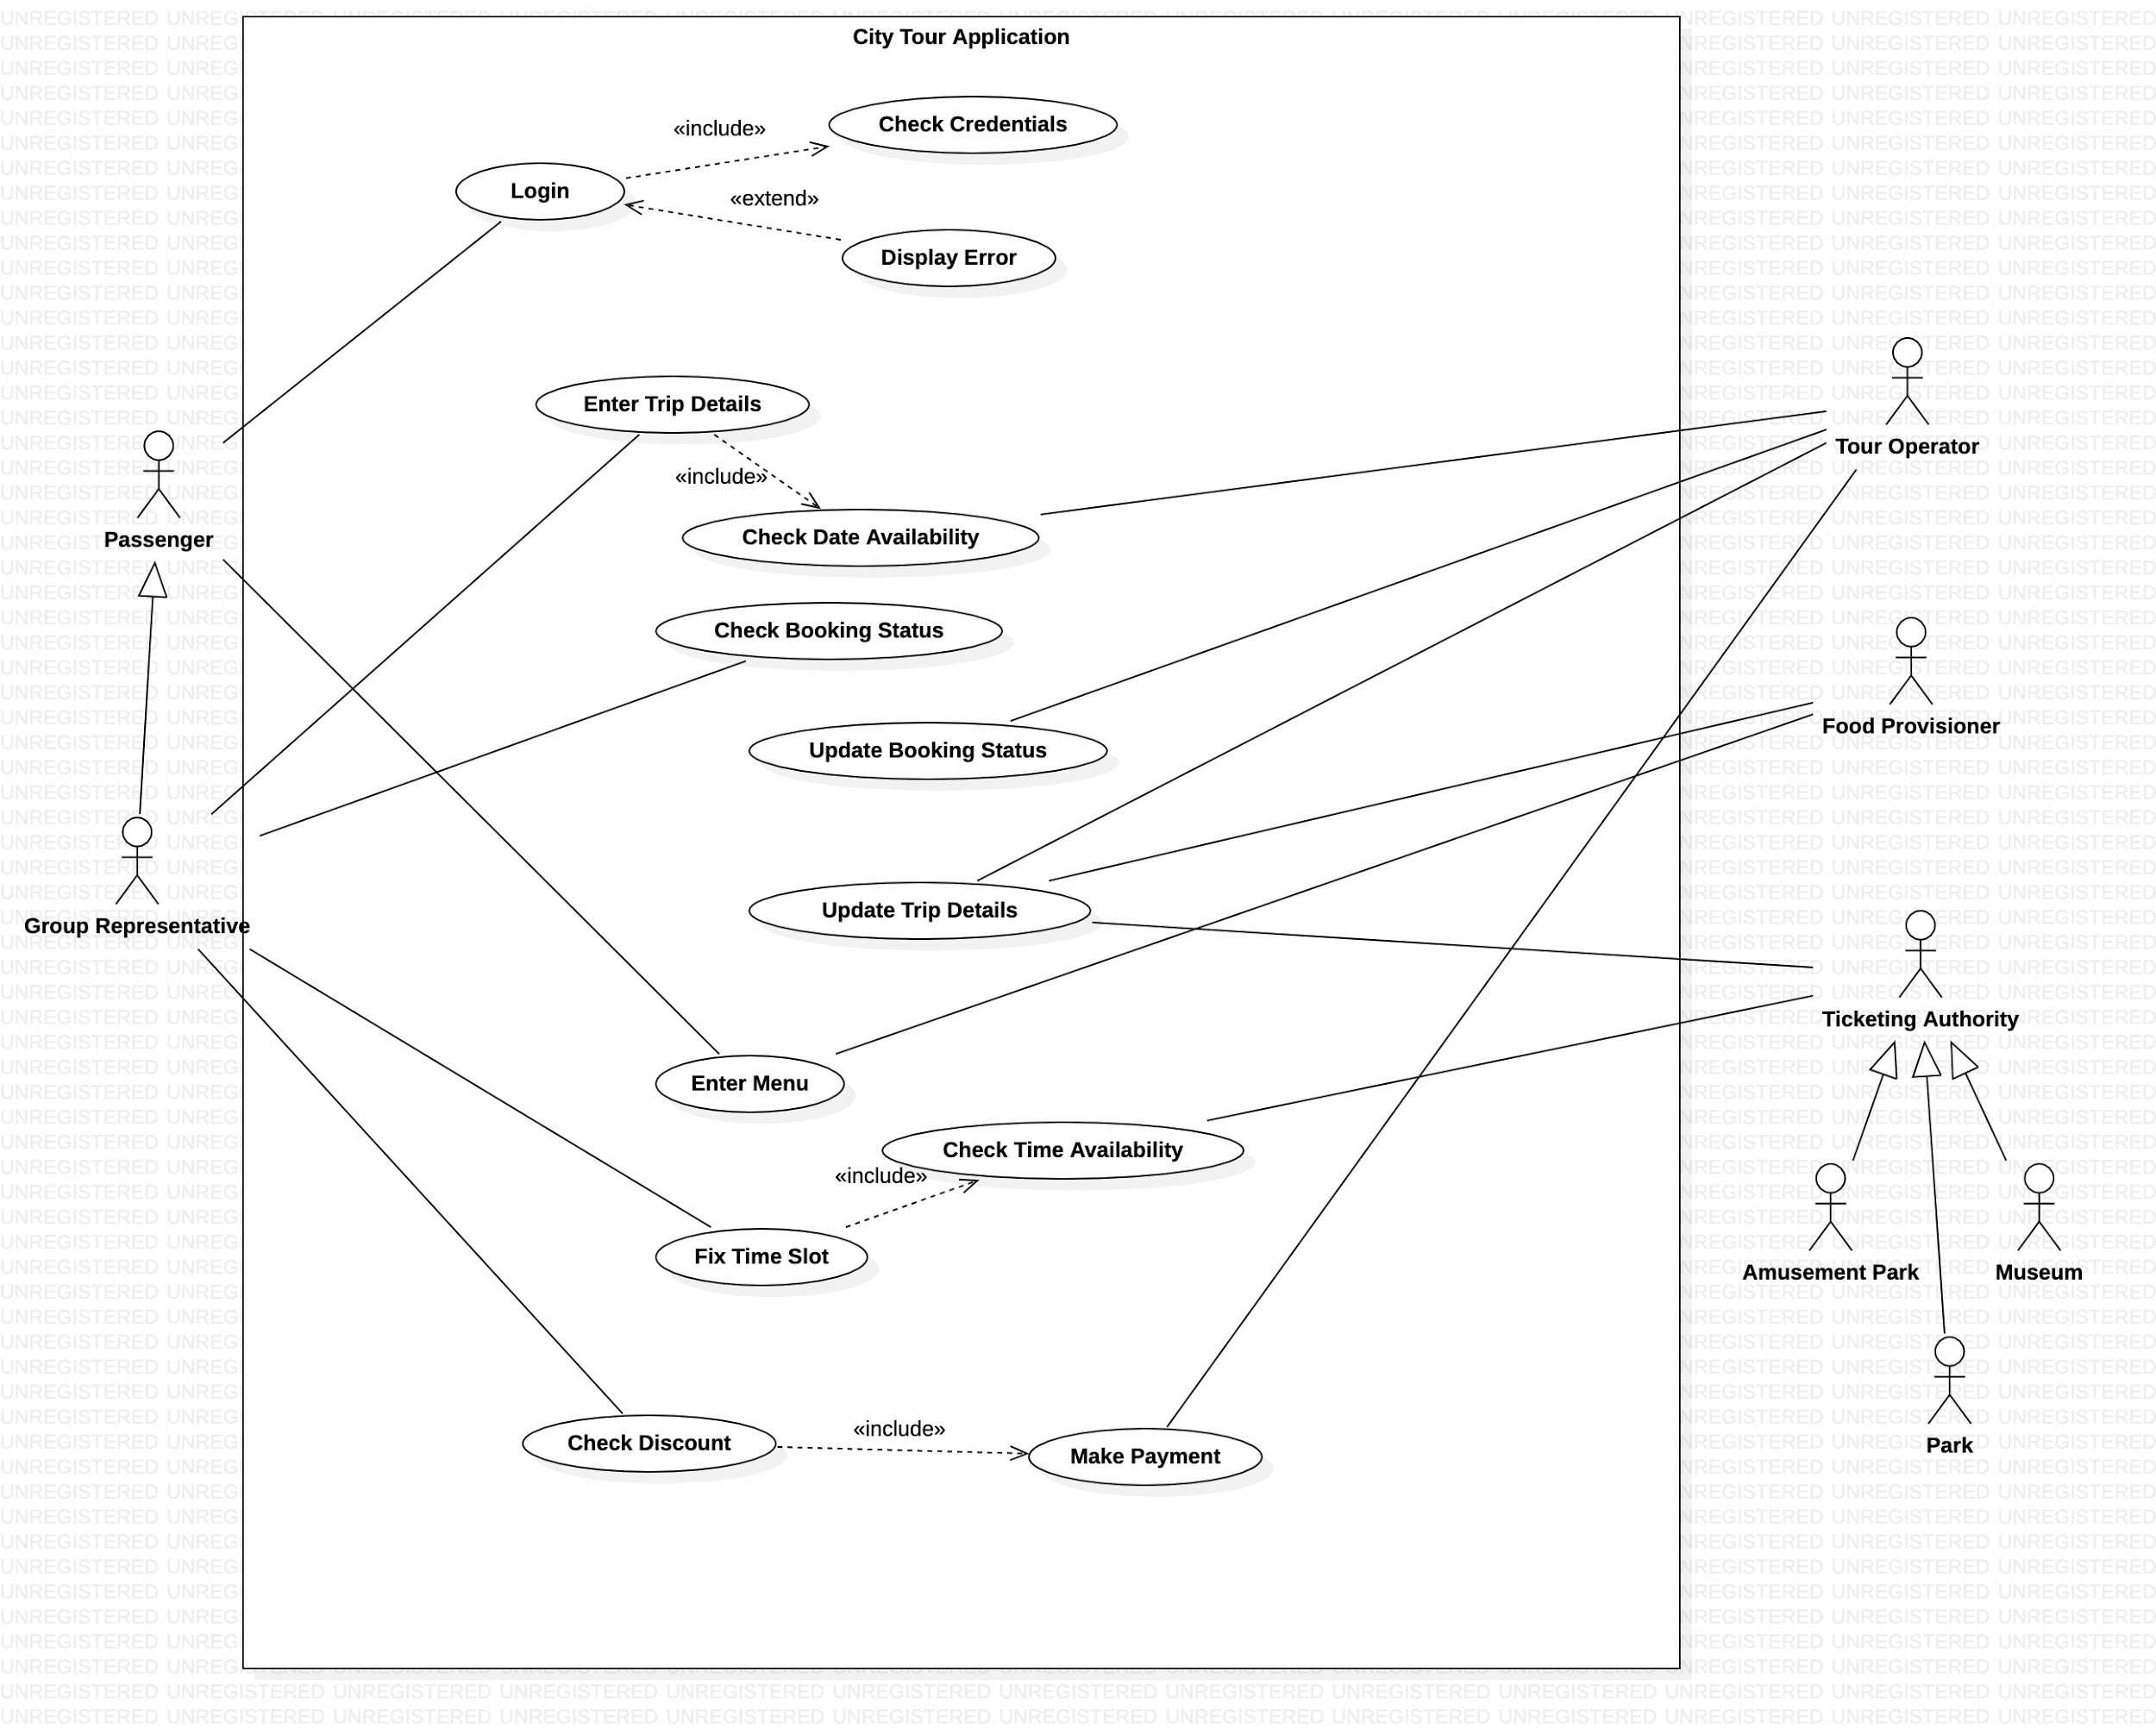 City Tour Application
Check Credentials
«include»
Login
«extend»
Display Error
Enter Trip Details
«include»
Check Date Availability
Tour Operator
Passenger
Check Booking Status
Food Provisioner
Update Booking Status
Group Representative
Update Trip Details
Ticketing Authority
Enter Menu
Check Time Availability
«include»
Fix Time Slot
Amusement Park
Museum
Check Discount
«include»
Make Payment
Park
UNREGISTERED